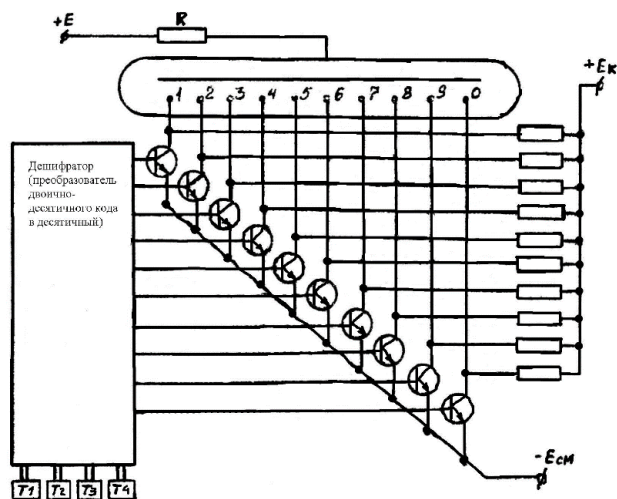 +E
R
+Eк
1 2 3 4 5 6 7 8 9 0
Дешифратор
(преобразователь
двоично-
десятичного кода
в десятичный)
-Eсм
T1 T2 T3 T4